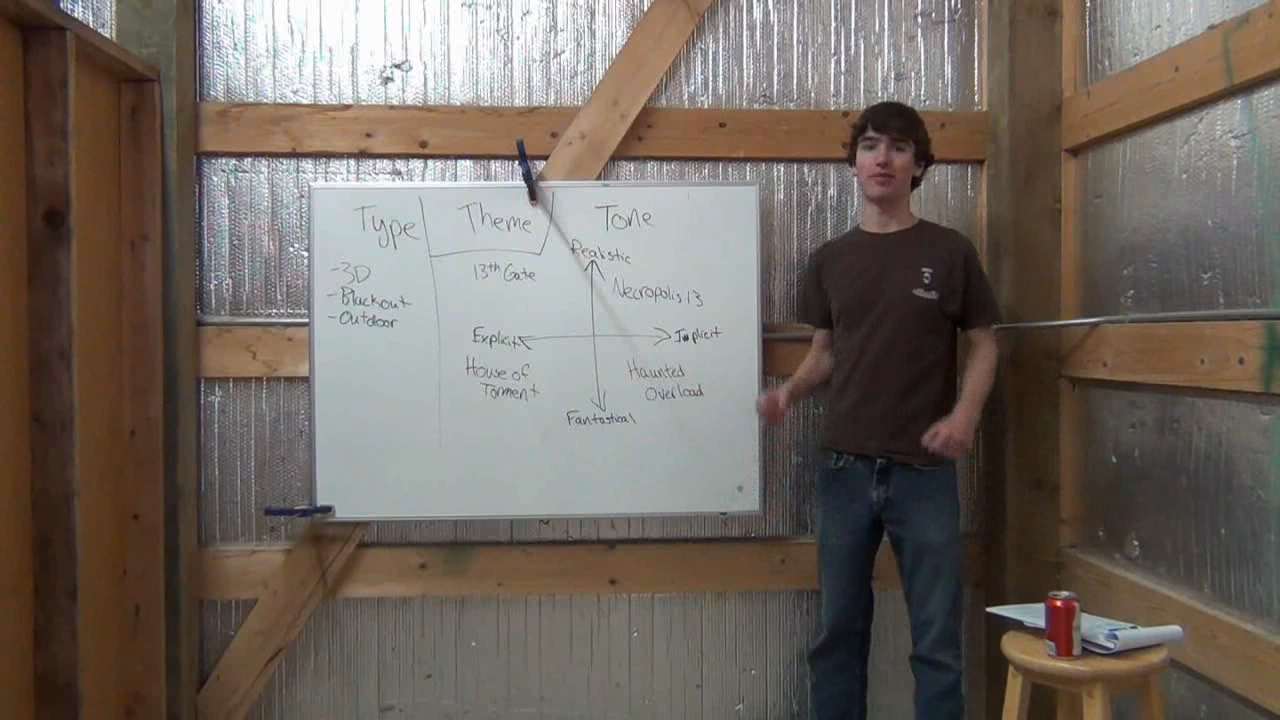 Type
Theme
Tone
-3D
-Blackout
-Outdoor
13th Gate
Realistic
Necropolis 13
Explicit
Implicit
House of
Torment
Haunted
Overload
Fantastical